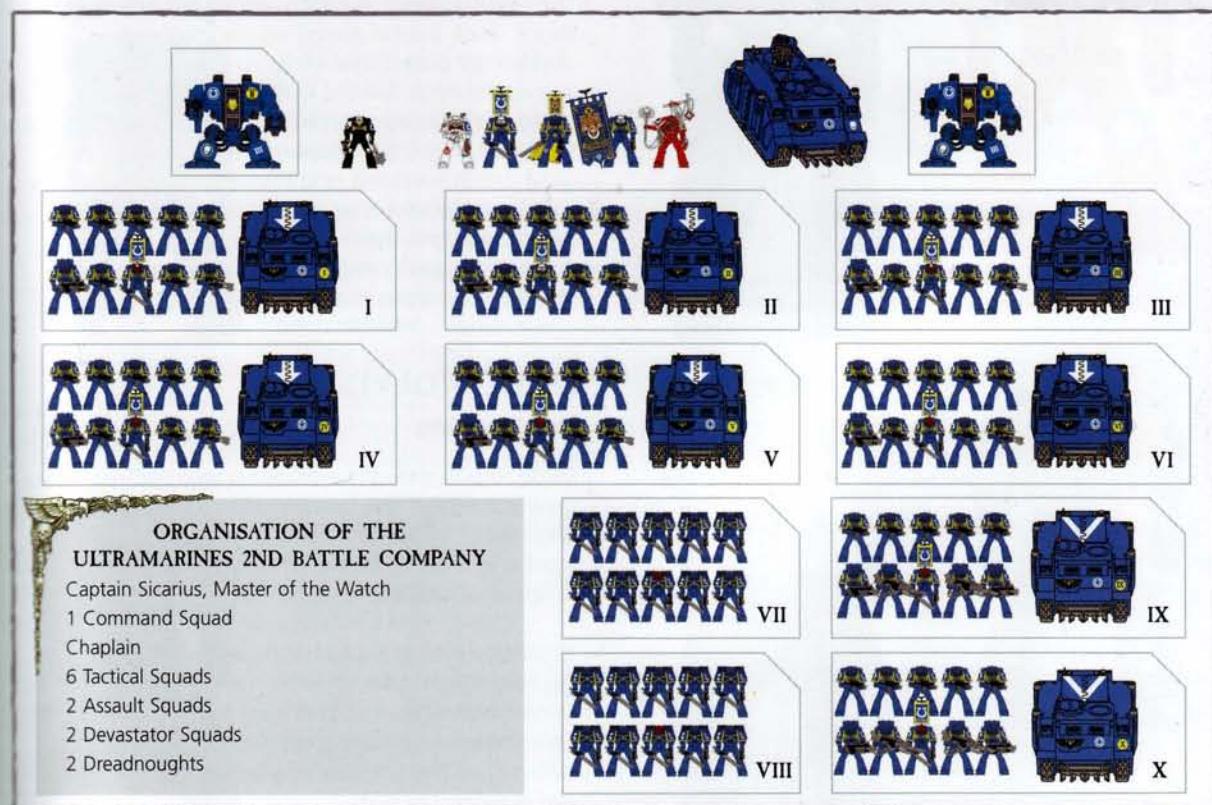 I
II
III
IV
V
VI
ORGANISATION OF THE
ULTRAMARINES 2ND BATTLE COMPANY
Captain Sicarius, Master of the Watch
1 Command Squad
Chaplain
6 Tactical Squads
2 Assault Squads
2 Devastator Squads
2 Dreadnoughts
VII
IX
VIII
X